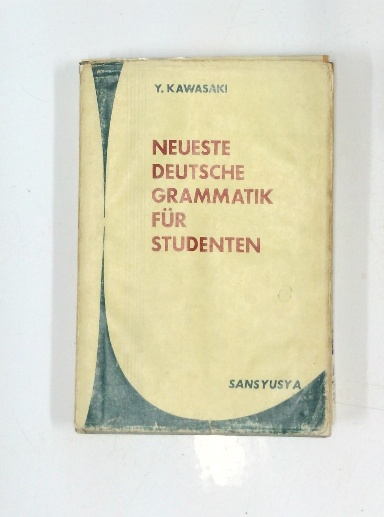 Y. KAWASAKI
NEUESTE
DEUTSCHE
GRAMMATIK
FÜR
STUDENTEN
SANSYUSYA